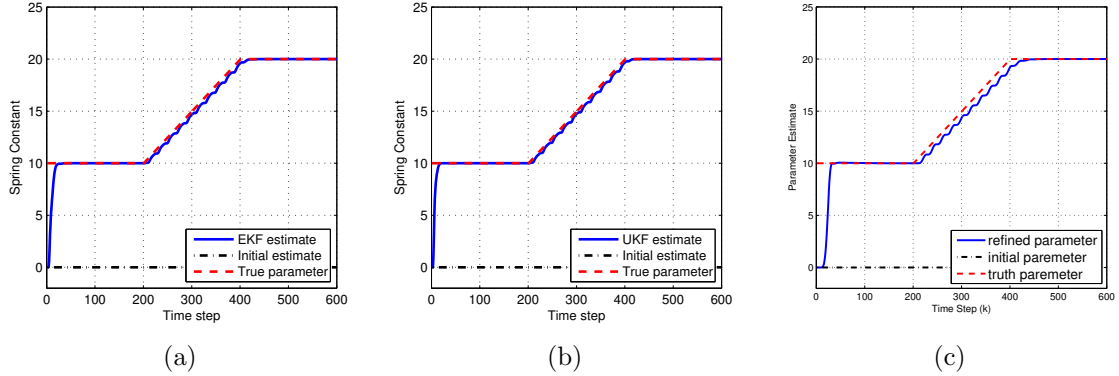 25
20
15
10
5
0
0 100 200 300 400 500 600
Spring Constant
Time step
EKF estimate
Initial estimate
True parameter
(a)
25
20
15
10
5
0
0 100 200 300 400 500 600
Spring Constant
Time step
UKF estimate
Initial estimate
True parameter
(b)
25
20
15
10
5
0
0 100 200 300 400 500 600
Parameter Estimate
Time Step (k)
refined parameter
initial paremeter
truth paremeter
(c)